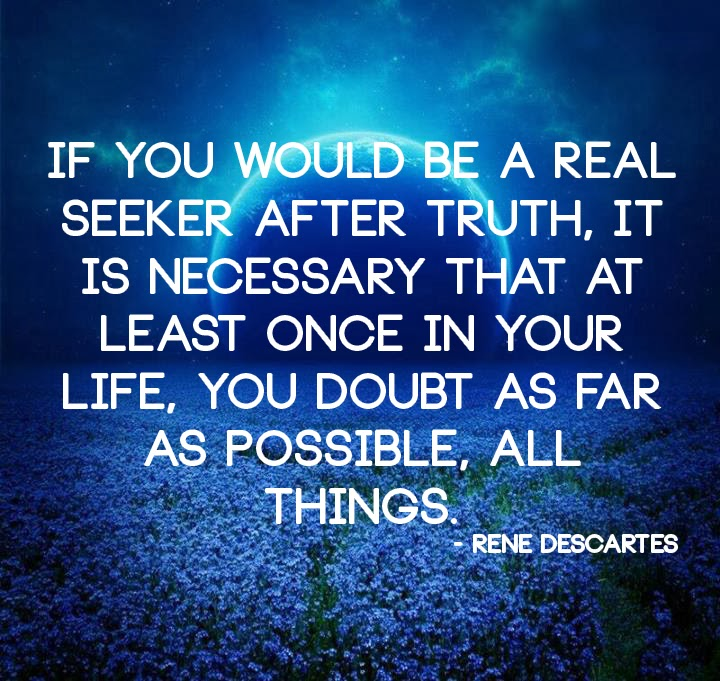 IF YOU WOULD BE A REAL
SEEKER AFTER TRUTH, IT
IS NECESSARY THAT AT
LEAST ONCE IN YOUR
LIFE, YOU DOUBT AS FAR
AS POSSIBLE, ALL
THINGS.
- RENE DESCARTES